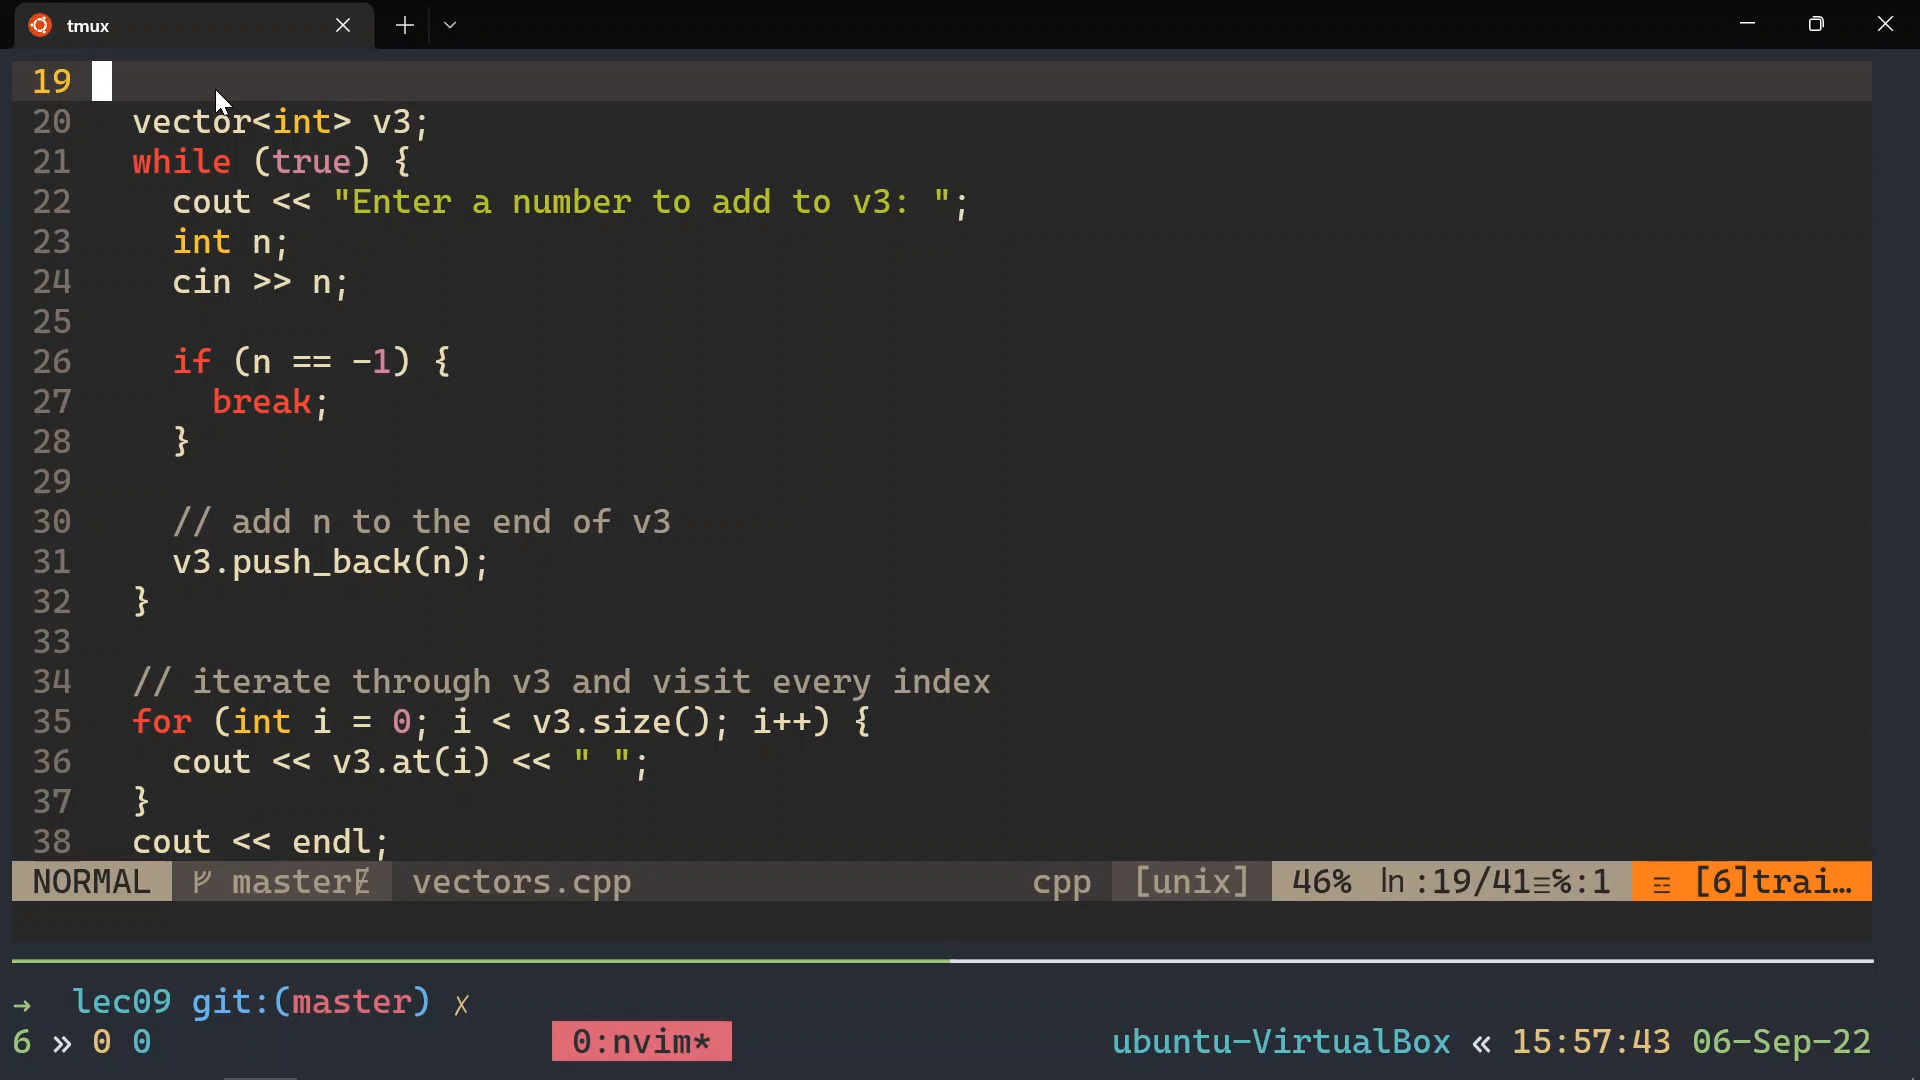 tmux
19
20 vector<int> v3;
21 while (true) {
22 cout << "Enter a number to add to v3: ";
23 int n;
24 cin >> n;
25
26 if (n == -1) {
27 break;
28 }
29
30 // add n to the end of v3
31 v3.push_back(n);
32 }
33
34 // iterate through v3 and visit every index
35 for (int i = 0; i < v3.size(); i++) {
36 cout << v3.at(i) << " ";
37 }
38 cout << endl;
NORMAL master vectors.cpp cpp [unix] 46% ln :19/41≡℅:1 ☲ [6]trai…
→ lec09 git:(master) ✗
6 » 0 0 0:nvim* ubuntu-VirtualBox « 15:57:43 06-Sep-22